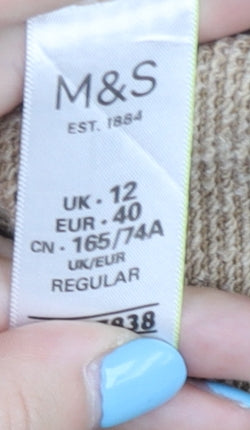 M&S
EST. 1884
UK · 12
EUR · 40
CN · 165/74A
UK/EUR
REGULAR